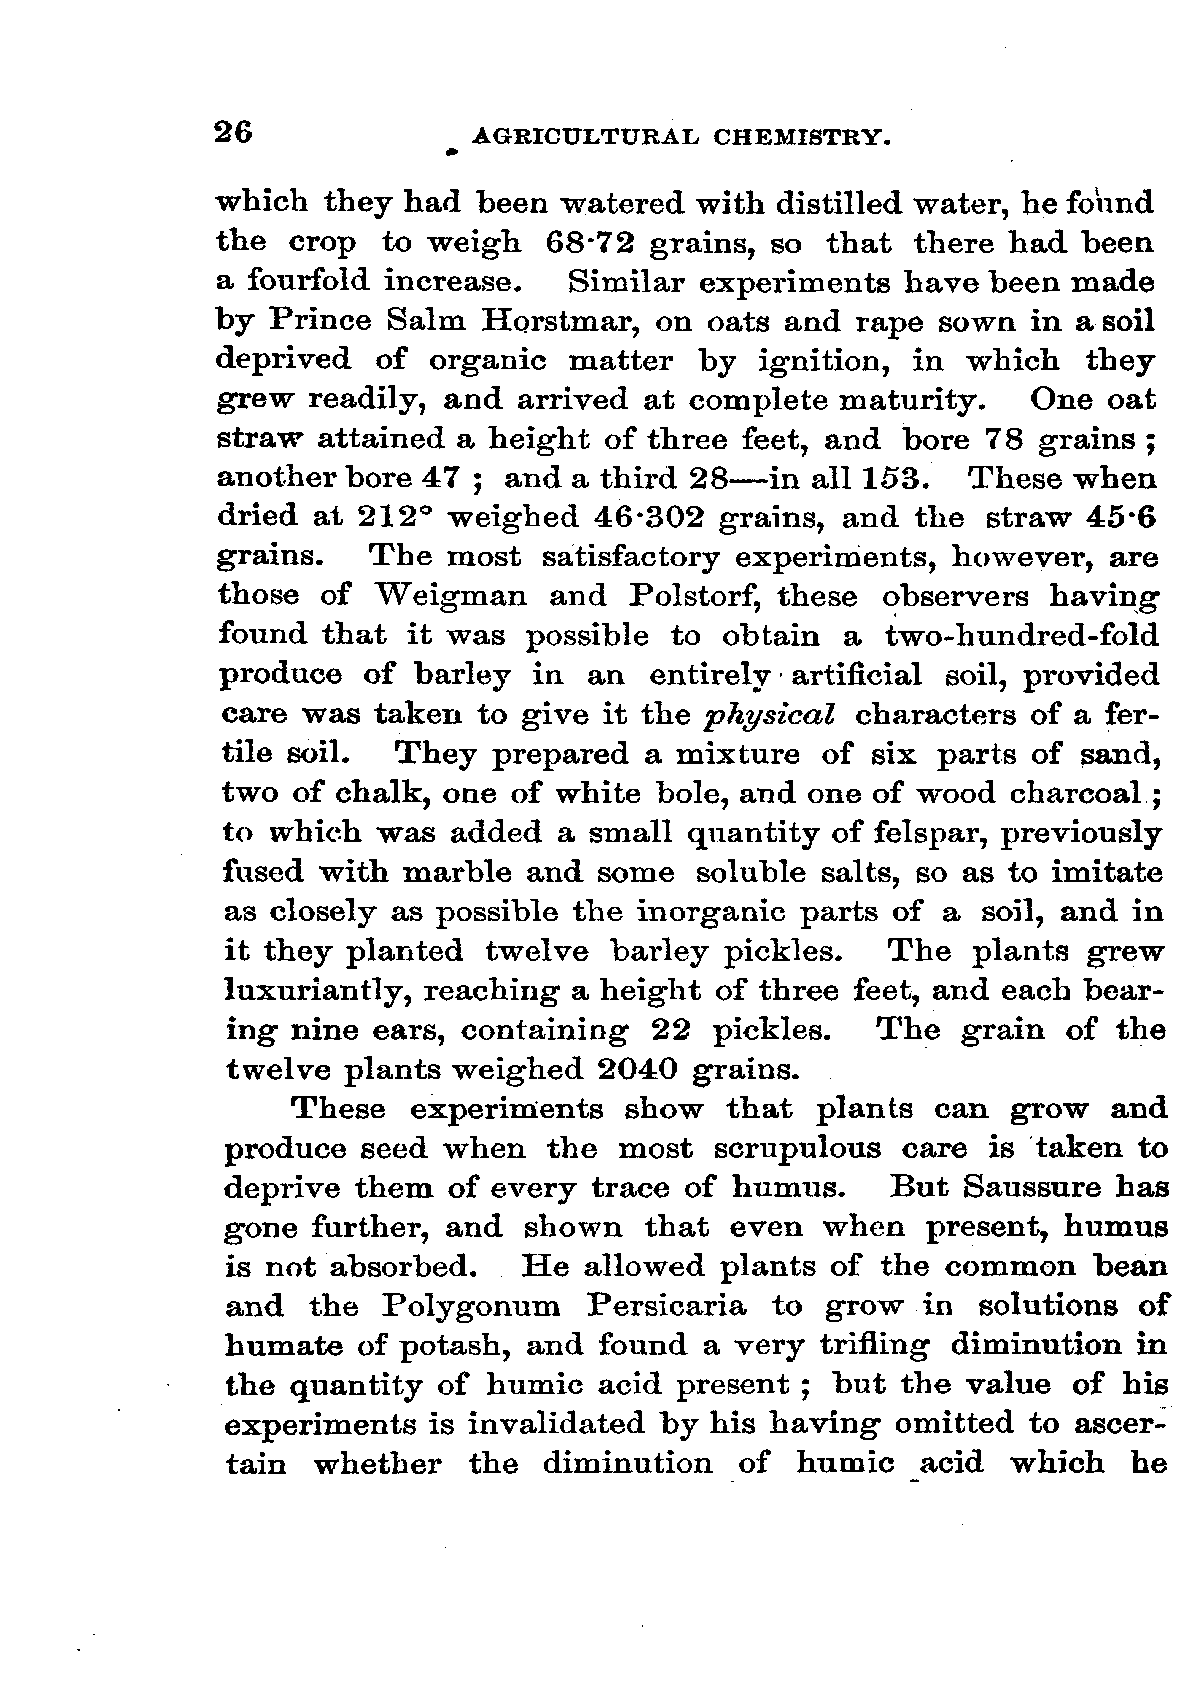 26 AGRICULTURAL CHEMISTRY.
which they had been watered with distilled water, he found
the crop to weigh 68·72 grains, so that there had been
a fourfold increase. Similar experiments have been made
by Prince Salm Horstmar, on oats and rape sown in a soil
deprived of organic matter by ignition, in which they
grew readily, and arrived at complete maturity. One oat
straw attained a height of three feet, and bore 78 grains ;
another bore 47 ; and a third 28—in all 153. These when
dried at 212° weighed 46·302 grains, and the straw 45·6
grains. The most satisfactory experiments, however, are
those of Weigman and Polstorf, these observers having
found that it was possible to obtain a two-hundred-fold
produce of barley in an entirely artificial soil, provided
care was taken to give it the physical characters of a fer-
tile soil. They prepared a mixture of six parts of sand,
two of chalk, one of white bole, and one of wood charcoal ;
to which was added a small quantity of felspar, previously
fused with marble and some soluble salts, so as to imitate
as closely as possible the inorganic parts of a soil, and in
it they planted twelve barley pickles. The plants grew
luxuriantly, reaching a height of three feet, and each bear-
ing nine ears, containing 22 pickles. The grain of the
twelve plants weighed 2040 grains.
These experiments show that plants can grow and
produce seed when the most scrupulous care is taken to
deprive them of every trace of humus. But Saussure has
gone further, and shown that even when present, humus
is not absorbed. He allowed plants of the common bean
and the Polygonum Persicaria to grow in solutions of
humate of potash, and found a very trifling diminution in
the quantity of humic acid present ; but the value of his
experiments is invalidated by his having omitted to ascer-
tain whether the diminution of humic acid which he